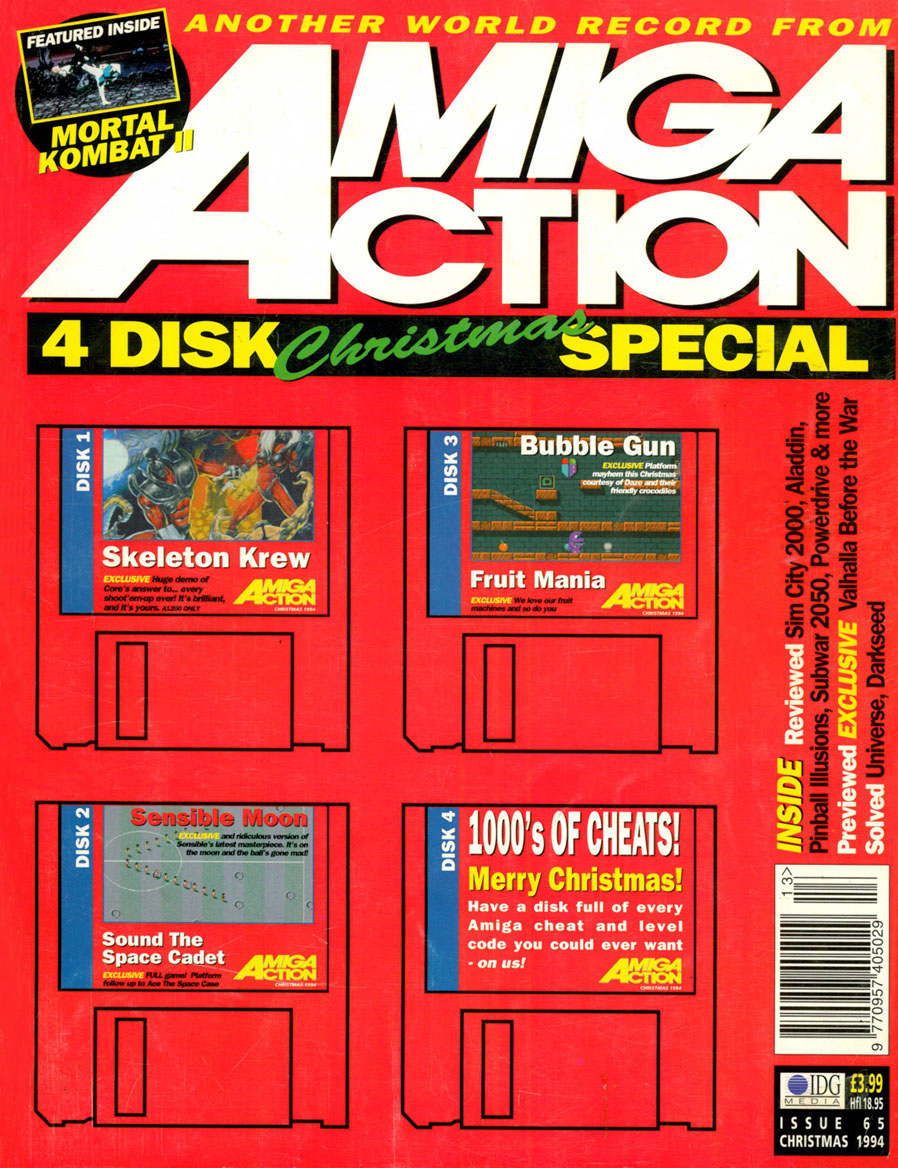 ANOTHER WORLD RECORD FROM
FEATURED INSIDE
MORTAL
KOMBAT II
AMIGA
ACTION
4 DISK Christmas SPECIAL
DISK 1
Skeleton Krew
EXCLUSIVE Huge demo of
Core's answer to... every
shoot'em-up ever! It's brilliant,
and it's yours. A1200 ONLY
AMIGA
ACTION
CHRISTMAS 1994
DISK 3
Bubble Gun
EXCLUSIVE Platform
mayhem this Christmas
courtesy of Daze and their
friendly crocodiles
Fruit Mania
EXCLUSIVE We love our fruit
machines and so do you
AMIGA
ACTION
CHRISTMAS 1994
DISK 2
Sensible Moon
EXCLUSIVE and ridiculous version of
Sensible's latest masterpiece. It's on
the moon and the ball's gone mad!
Sound The
Space Cadet
EXCLUSIVE FULL game! Platform
follow up to Ace The Space Case
AMIGA
ACTION
CHRISTMAS 1994
DISK 4
1000's OF CHEATS!
Merry Christmas!
Have a disk full of every
Amiga cheat and level
code you could ever want
- on us!
AMIGA
ACTION
CHRISTMAS 1994
INSIDE Reviewed Sim City 2000, Aladdin,
Pinball Illusions, Subwar 2050, Powerdrive & more
Previewed EXCLUSIVE Valhalla Before the War
Solved Universe, Darkseed
13>
9 770957 405029
IDG
MEDIA
£3.99
Hfl 18.95
ISSUE 65
CHRISTMAS 1994